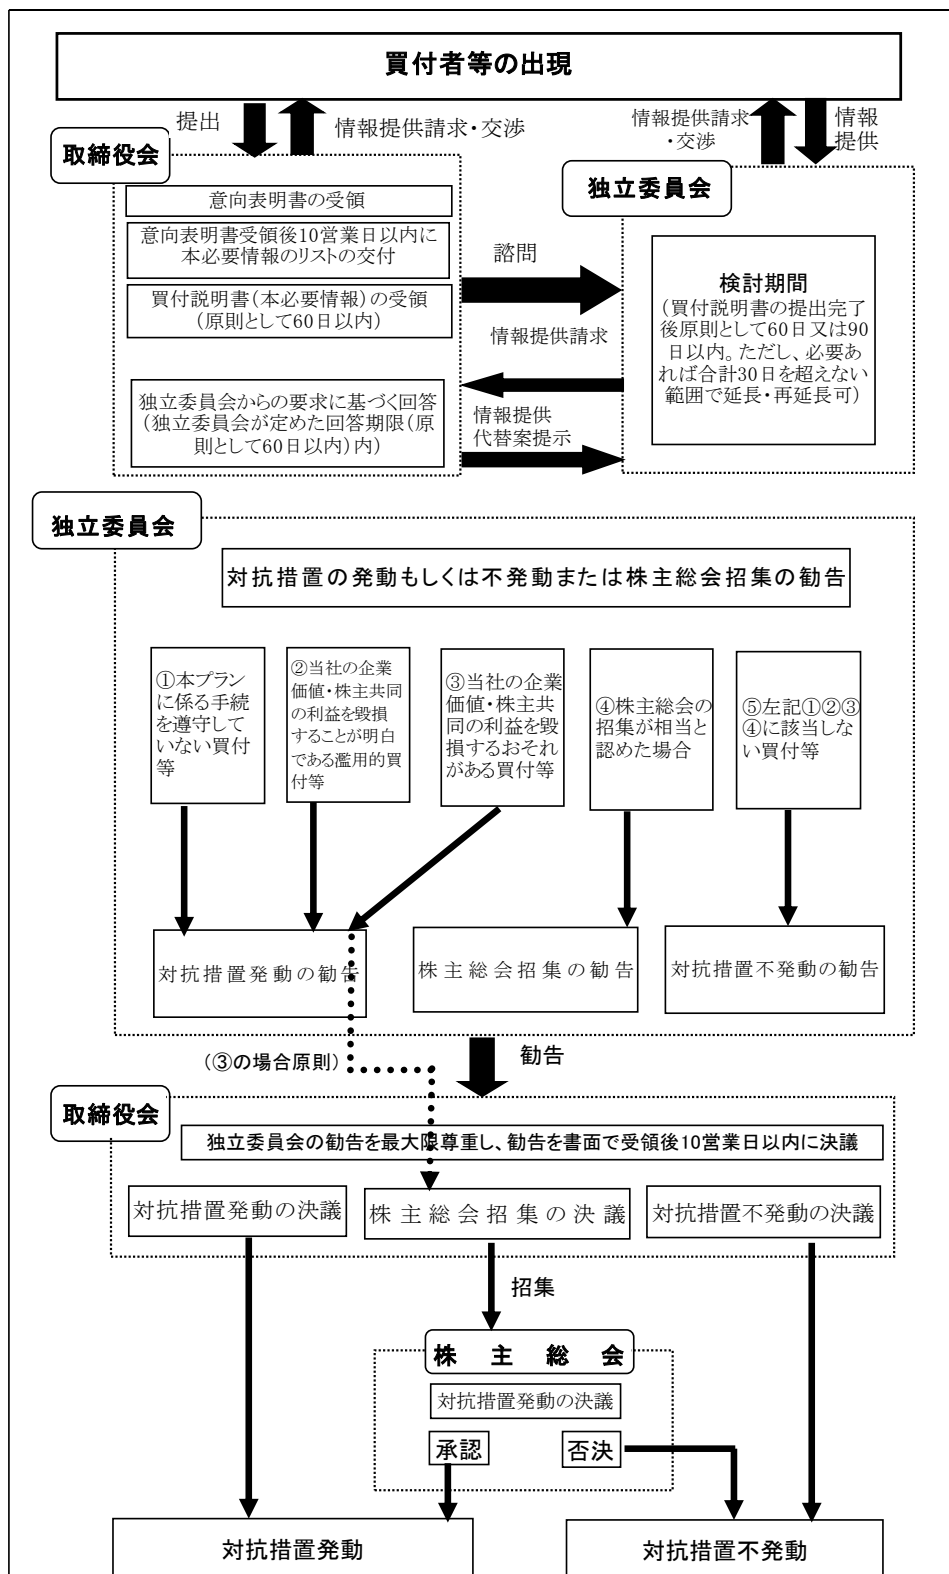 買付者等の出現
提出
情報提供請求・交渉
情報提供請求
・交渉
情報
提供
取締役会
意向表明書の受領
意向表明書受領後10営業日以内に
本必要情報のリストの交付
買付説明書（本必要情報）の受領
（原則として60日以内）
独立委員会からの要求に基づく回答
（独立委員会が定めた回答期限（原
則として60日以内）内）
諮問
情報提供請求
情報提供
代替案提示
独立委員会
検討期間
（買付説明書の提出完了
後原則として60日又は90
日以内。ただし、必要あ
れば合計30日を超えない
範囲で延長・再延長可）
独立委員会
対抗措置の発動もしくは不発動または株主総会招集の勧告
①本プラン
に係る手続
を遵守して
いない買付
等
②当社の企業
価値・株主共同
の利益を毀損
することが明白
である濫用的買
付等
③当社の企業
価値・株主共
同の利益を毀
損するおそれ
がある買付等
④株主総会の
招集が相当と
認めた場合
⑤左記①②③
④に該当しな
い買付等
対抗措置発動の勧告
株主総会招集の勧告
対抗措置不発動の勧告
（③の場合原則）
勧告
取締役会
独立委員会の勧告を最大限尊重し、勧告を書面で受領後10営業日以内に決議
対抗措置発動の決議
株主総会招集の決議
対抗措置不発動の決議
招集
株主総会
対抗措置発動の決議
承認
否決
対抗措置発動
対抗措置不発動